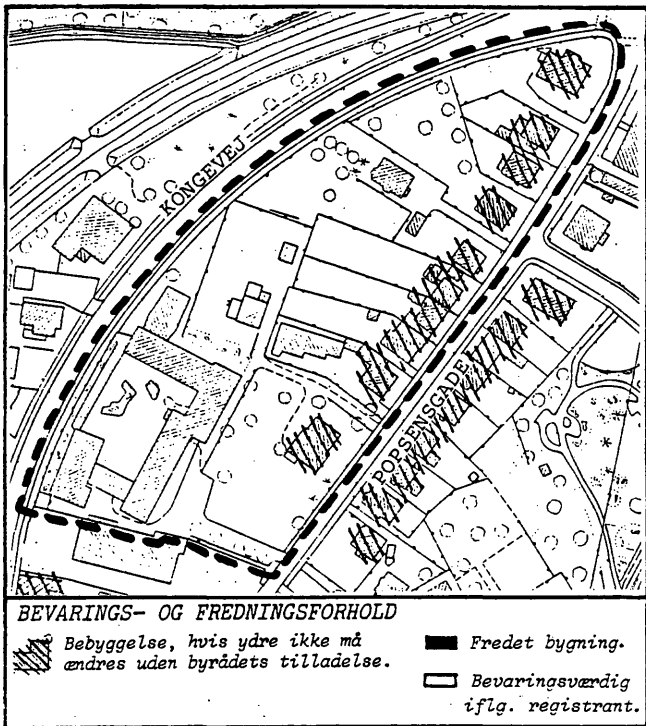 KONGEVEJ
POPSENSGADE
BEVARINGS- OG FREDNINGSFORHOLD
Bebyggelse, hvis ydre ikke må
ændres uden byrådets tilladelse.
Fredet bygning.
Bevaringsværdig
iflg. registrant.